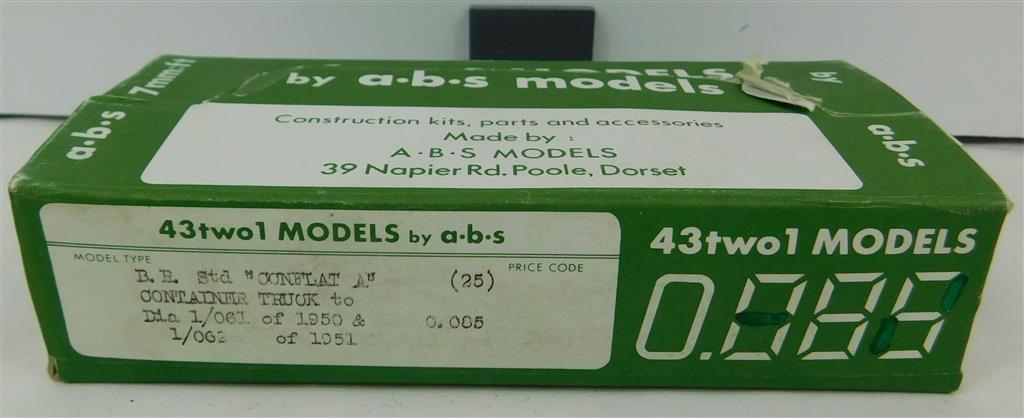 a·b·s 7mm:ft
by a·b·s models
by
a·b·s
Construction kits, parts and accessories
Made by :
A·B·S MODELS
39 Napier Rd. Poole, Dorset
43two1 MODELS by a·b·s
MODEL TYPE
PRICE CODE
B.R. Std "CONFLAT A" (25)
CONTAINER TRUCK to
Dia 1/061 of 1950 & 0.085
1/062 of 1951
43two1 MODELS
0.085